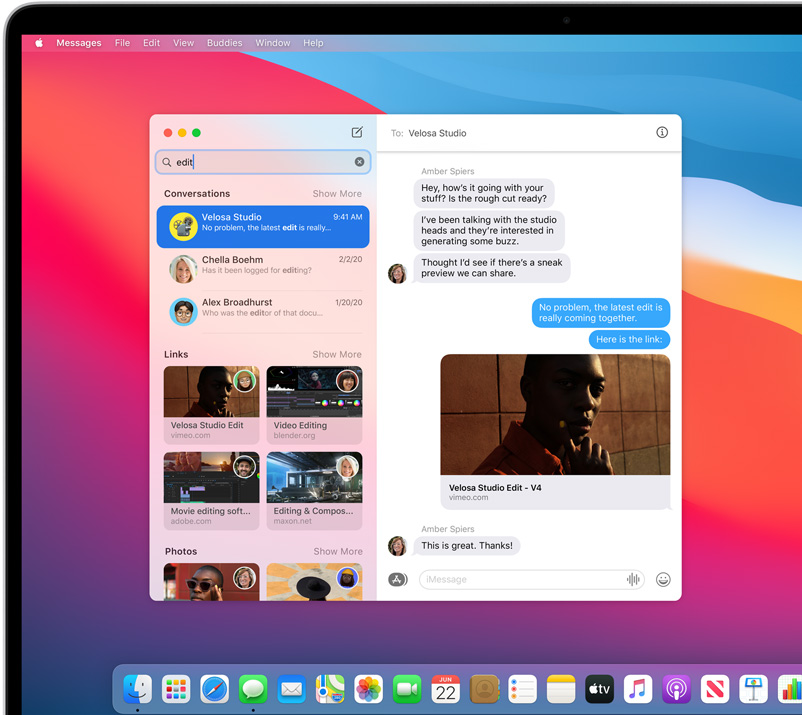 Messages File Edit View Buddies Window Help
To: Velosa Studio
edit
Conversations Show More
Velosa Studio 9:41 AM
No problem, the latest edit is really...
Chella Boehm 2/2/20
Has it been logged for editing?
Alex Broadhurst 1/20/20
Who was the editor of that docu...
Links Show More
Velosa Studio Edit
vimeo.com
Video Editing
blender.org
Movie editing soft...
adobe.com
Editing & Compos...
maxon.net
Photos Show More
Amber Spiers
Hey, how's it going with your
stuff? Is the rough cut ready?
I've been talking with the studio
heads and they're interested in
generating some buzz.
Thought I'd see if there's a sneak
preview we can share.
No problem, the latest edit is
really coming together.
Here is the link:
Velosa Studio Edit - V4
vimeo.com
Amber Spiers
This is great. Thanks!
iMessage
JUN
22
tv